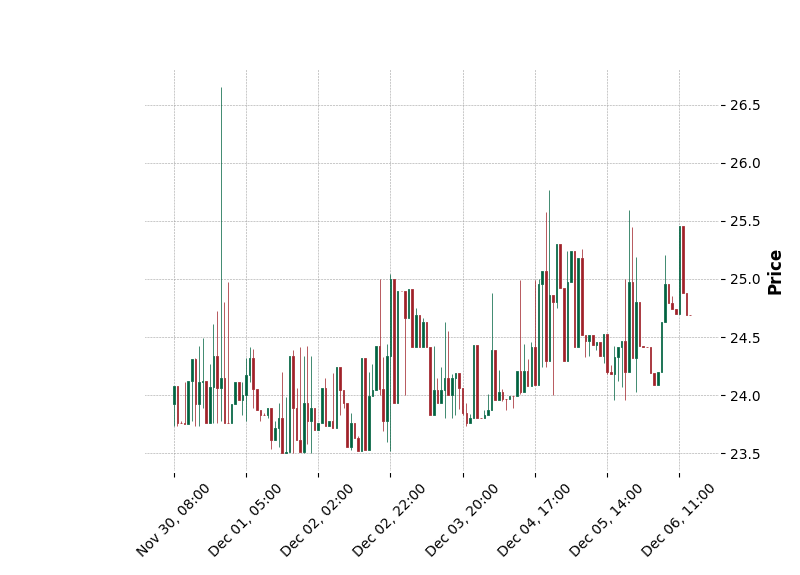 26.5
26.0
25.5
25.0
24.5
24.0
23.5
Price
Nov 30, 08:00
Dec 01, 05:00
Dec 02, 02:00
Dec 02, 22:00
Dec 03, 20:00
Dec 04, 17:00
Dec 05, 14:00
Dec 06, 11:00